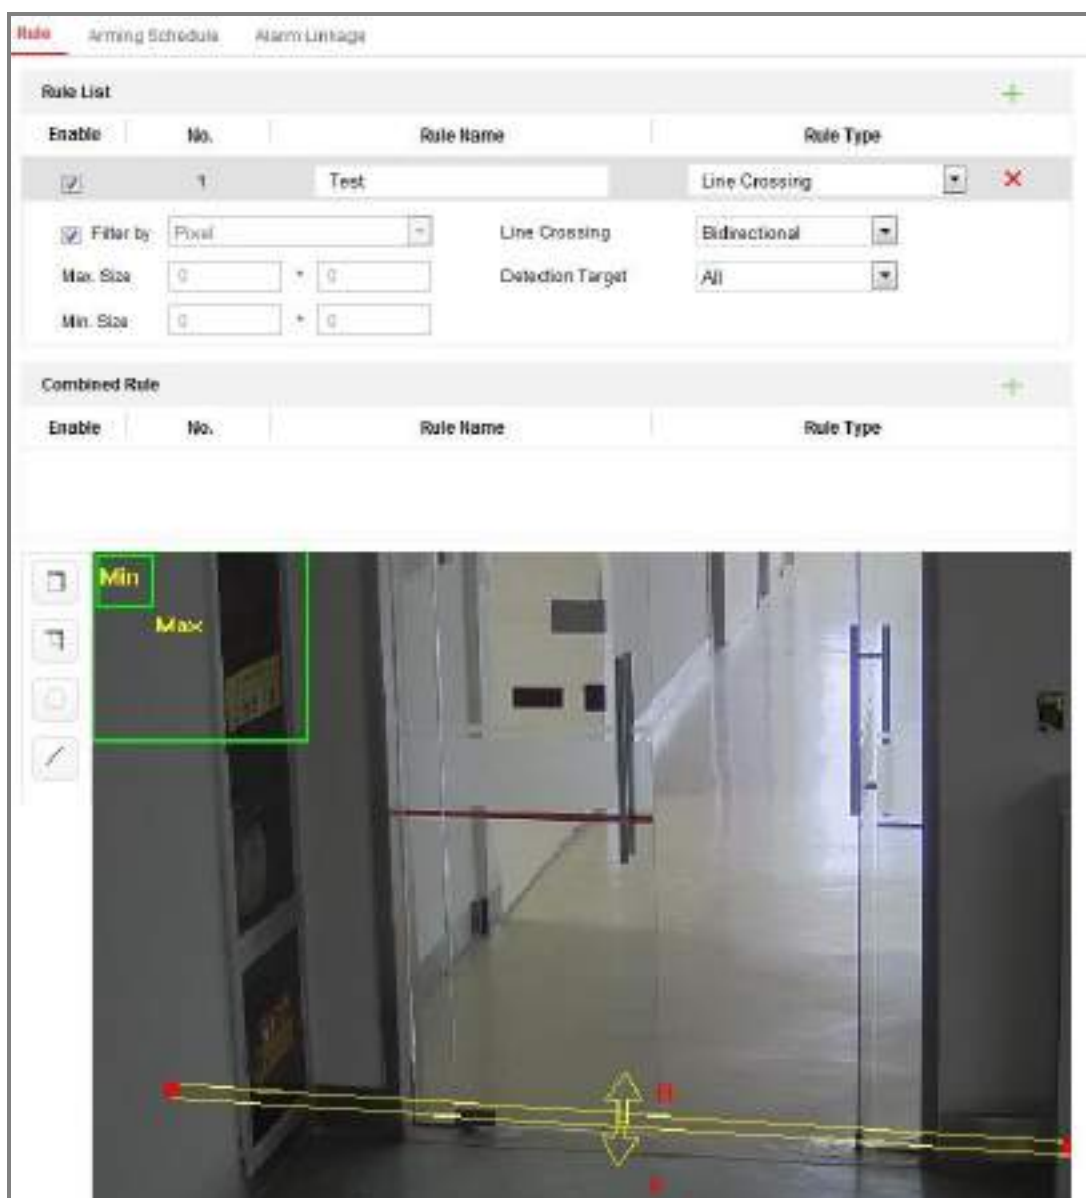 Rule Arming Schedule Alarm Linkage
Rule List
Enable No. Rule Name Rule Type
1 Test Line Crossing
Filter by Pixel Line Crossing Bidirectional
Max. Size 0 * 0 Detection Target All
Min. Size 0 * 0
Combined Rule
Enable No. Rule Name Rule Type
Min
Max